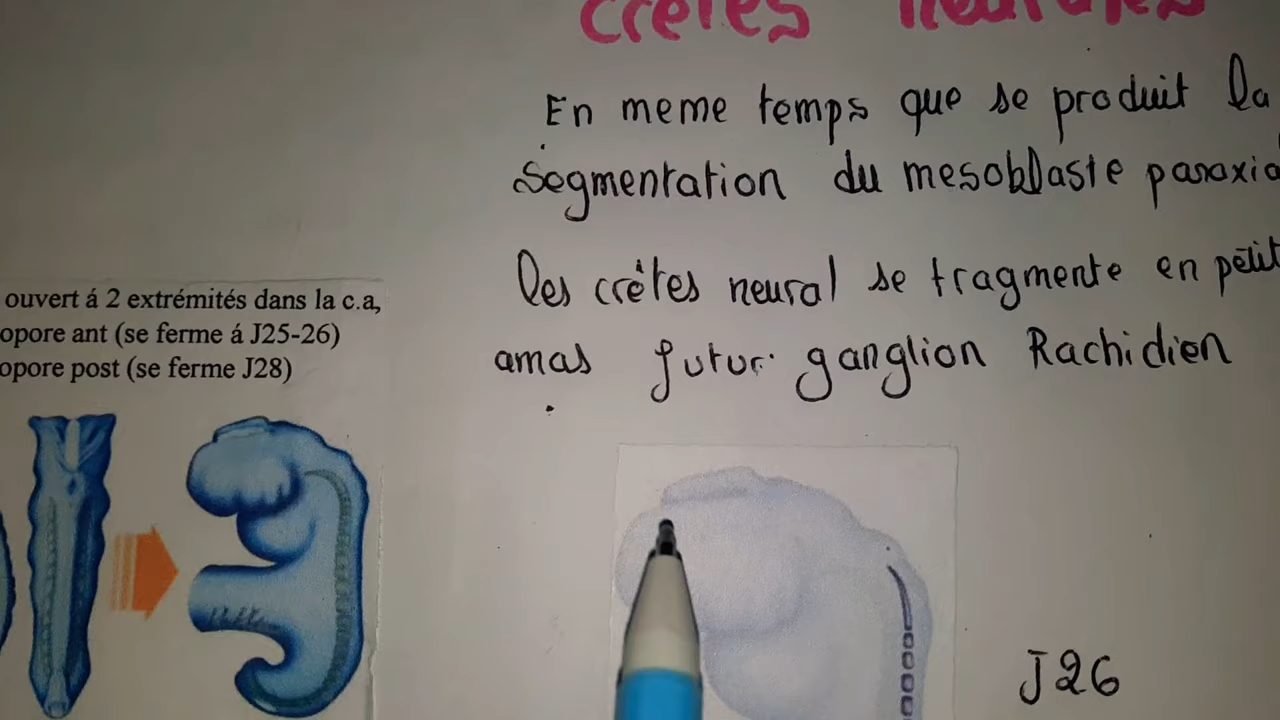 crêtes neurales
En meme temps que se produit la
Segmentation du mesoblaste paraxia
les crêtes neural se fragmente en petit
amas futur ganglion Rachidien
ouvert á 2 extrémités dans la c.a,
opore ant (se ferme á J25-26)
opore post (se ferme J28)
J26